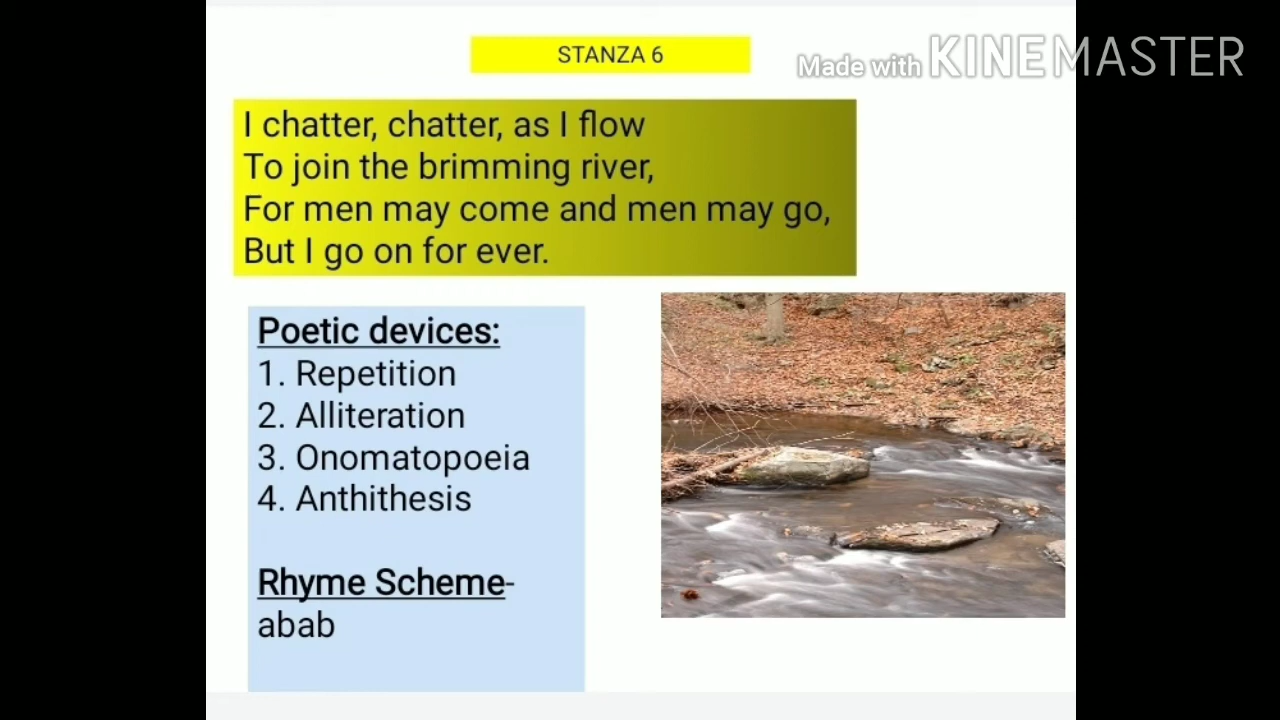 STANZA 6
Made with KINEMASTER
I chatter, chatter, as I flow
To join the brimming river,
For men may come and men may go,
But I go on for ever.
Poetic devices:
1. Repetition
2. Alliteration
3. Onomatopoeia
4. Anthithesis
Rhyme Scheme-
abab